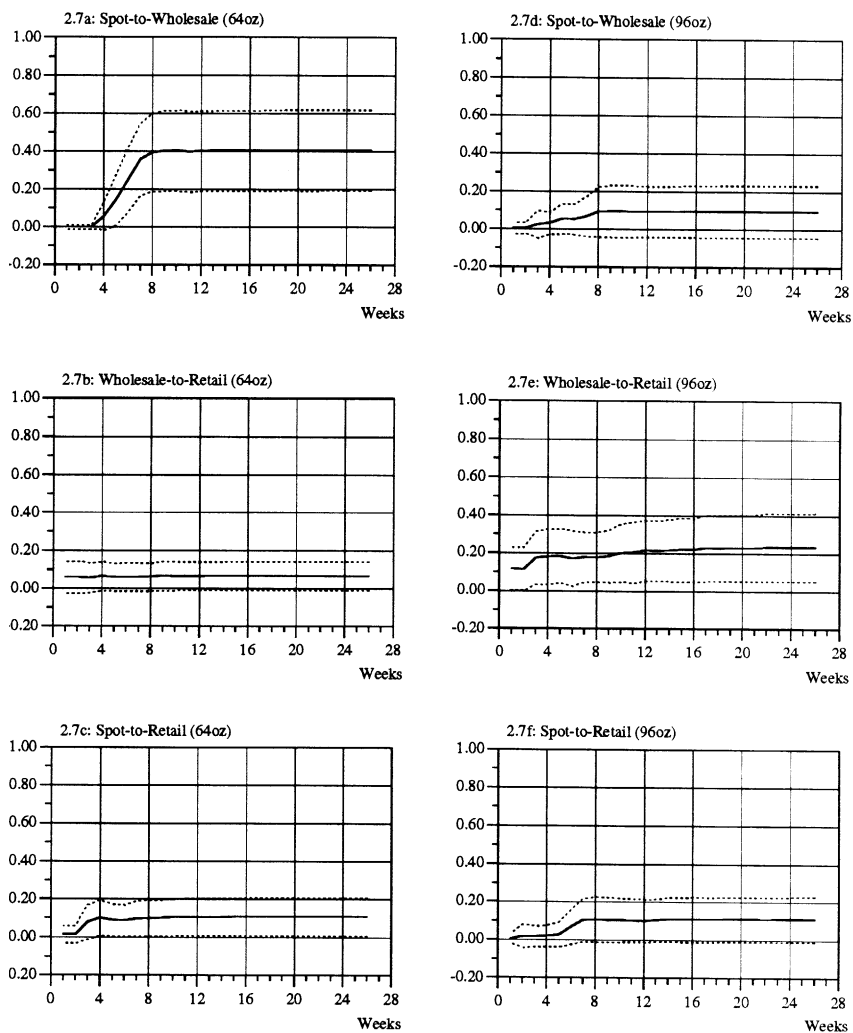 2.7a: Spot-to-Wholesale (64oz)
1.00
0.80
0.60
0.40
0.20
0.00
.0.20
0 4 8 12 16 20 24 28
Weeks
2.7d: Spot-to-Wholesale (96oz)
1.00
0.80
0.60
0.40
0.20
0.00
-0.20
0 4 8 12 16 20 24 28
Weeks
2.7b: Wholesale-to-Retail (64oz)
1.00
0.80
0.60
0.40
0.20
0.00
.0.20
0 4 8 12 16 20 24 28
Weeks
2.7e: Wholesale-to-Retail (96oz)
1.00
0.80
0.60
0.40
0.20
0.00
-0.20
0 4 8 12 16 20 24 28
Weeks
2.7c: Spot-to-Retail (64oz)
1.00
0.80
0.60
0.40
0.20
0.00
0.20
0 4 8 12 16 20 24 28
Weeks
2.7f: Spot-to-Retail (96oz)
1.00
0.80
0.60
0.40
0.20
0.00
-0.20
0 4 8 12 16 20 24 28
Weeks